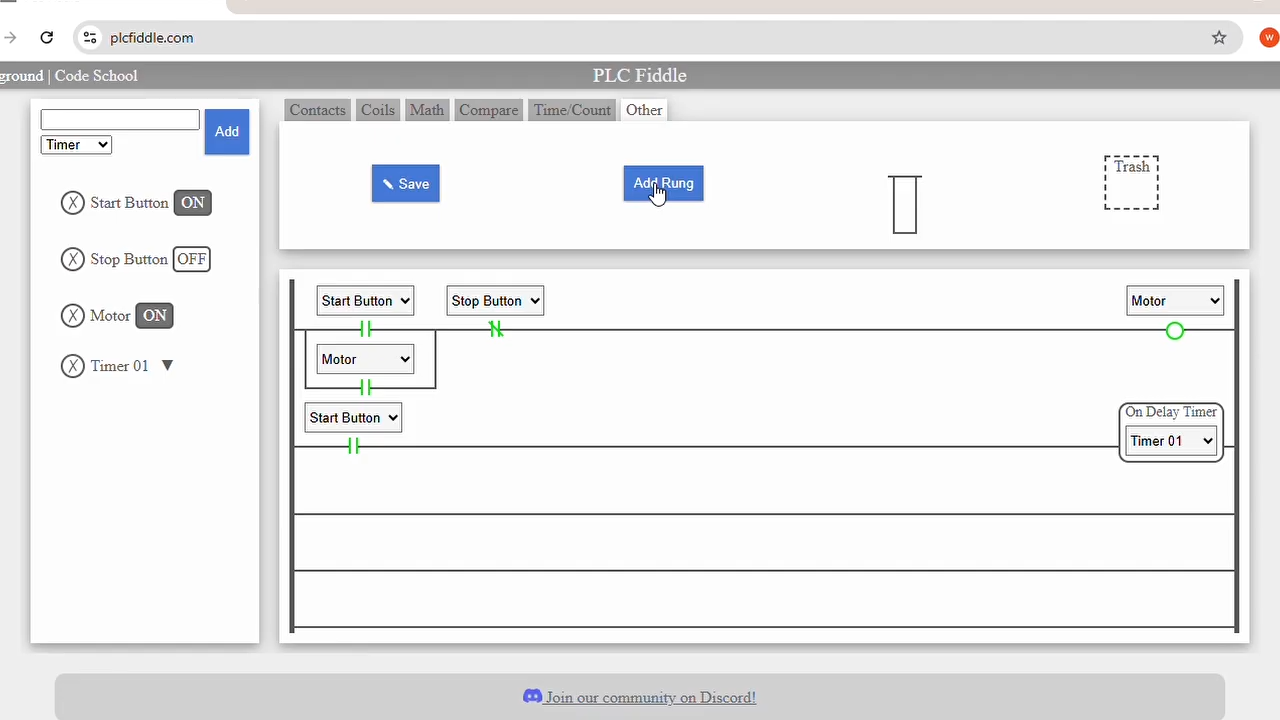 plcfiddle.com
W
ground | Code School
PLC Fiddle
Contacts Coils Math Compare Time/Count Other
Add
Timer
Save
Add Rung
Trash
X Start Button ON
X Stop Button OFF
X Motor ON
X Timer 01
Start Button
Stop Button
Motor
Motor
Start Button
On Delay Timer
Timer 01
Join our community on Discord!